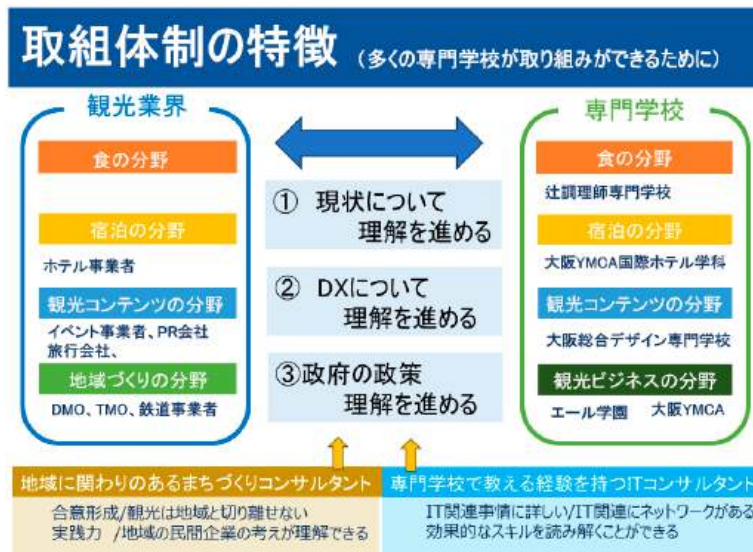 取組体制の特徴 (多くの専門学校が取り組みができるために)
観光業界
食の分野
宿泊の分野
ホテル事業者
観光コンテンツの分野
イベント事業者、PR会社
旅行会社、
地域づくりの分野
DMO、TMO、鉄道事業者
① 現状について
理解を進める
② DXについて
理解を進める
③政府の政策
理解を進める
専門学校
食の分野
辻調理師専門学校
宿泊の分野
大阪YMCA国際ホテル学科
観光コンテンツの分野
大阪総合デザイン専門学校
観光ビジネスの分野
エール学園 大阪YMCA
地域に関わりのあるまちづくりコンサルタント
合意形成/観光は地域と切り離せない
実践力 /地域の民間企業の考えが理解できる
専門学校で教える経験を持つITコンサルタント
IT関連事情に詳しい/IT関連にネットワークがある
効果的なスキルを読み解くことができる